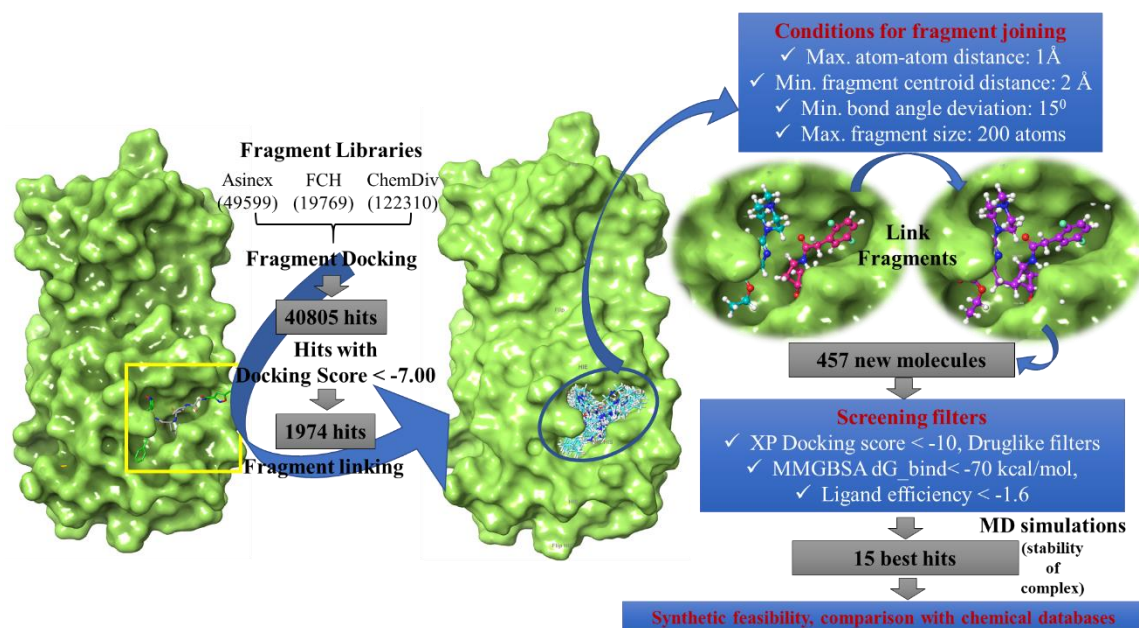 Fragment Libraries
Asinex FCH ChemDiv
(49599) (19769) (122310)
Fragment Docking
40805 hits
Hits with
Docking Score < -7.00
1974 hits
Fragment linking
Conditions for fragment joining
✓ Max. atom-atom distance: 1Å
✓ Min. fragment centroid distance: 2 Å
✓ Min. bond angle deviation: 15⁰
✓ Max. fragment size: 200 atoms
Link
Fragments
457 new molecules
Screening filters
✓ XP Docking score < -10, Druglike filters
✓ MMGBSA dG_bind< -70 kcal/mol,
✓ Ligand efficiency < -1.6
MD simulations
(stability
of
complex)
15 best hits
Synthetic feasibility, comparison with chemical databases